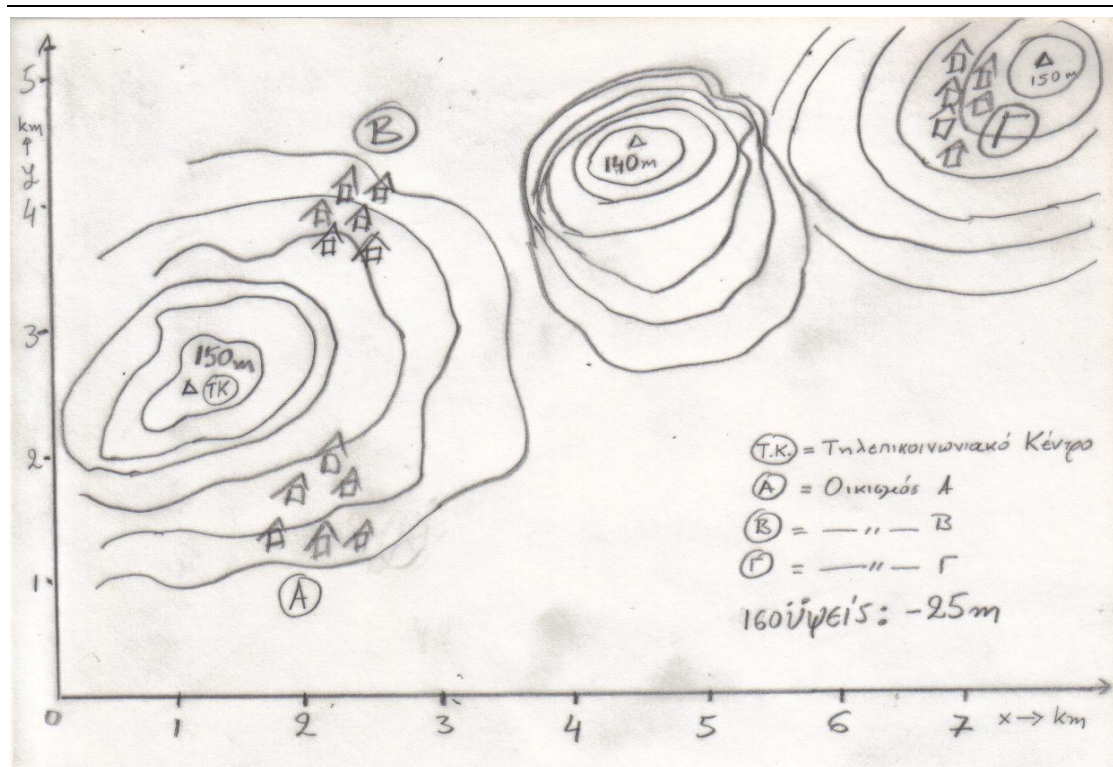 5
4
3
2
1
0
km
↑
y
B
140m
150m
Γ
150m
TK
A
(T.K.) = Τηλεπικοινωνιακό Κέντρο
(A) = Οικισμός A
(B) = —〃 — B
(Γ) = — 〃 — Γ
ισοϋψείς: -25m
1 2 3 4 5 6 7 x → km